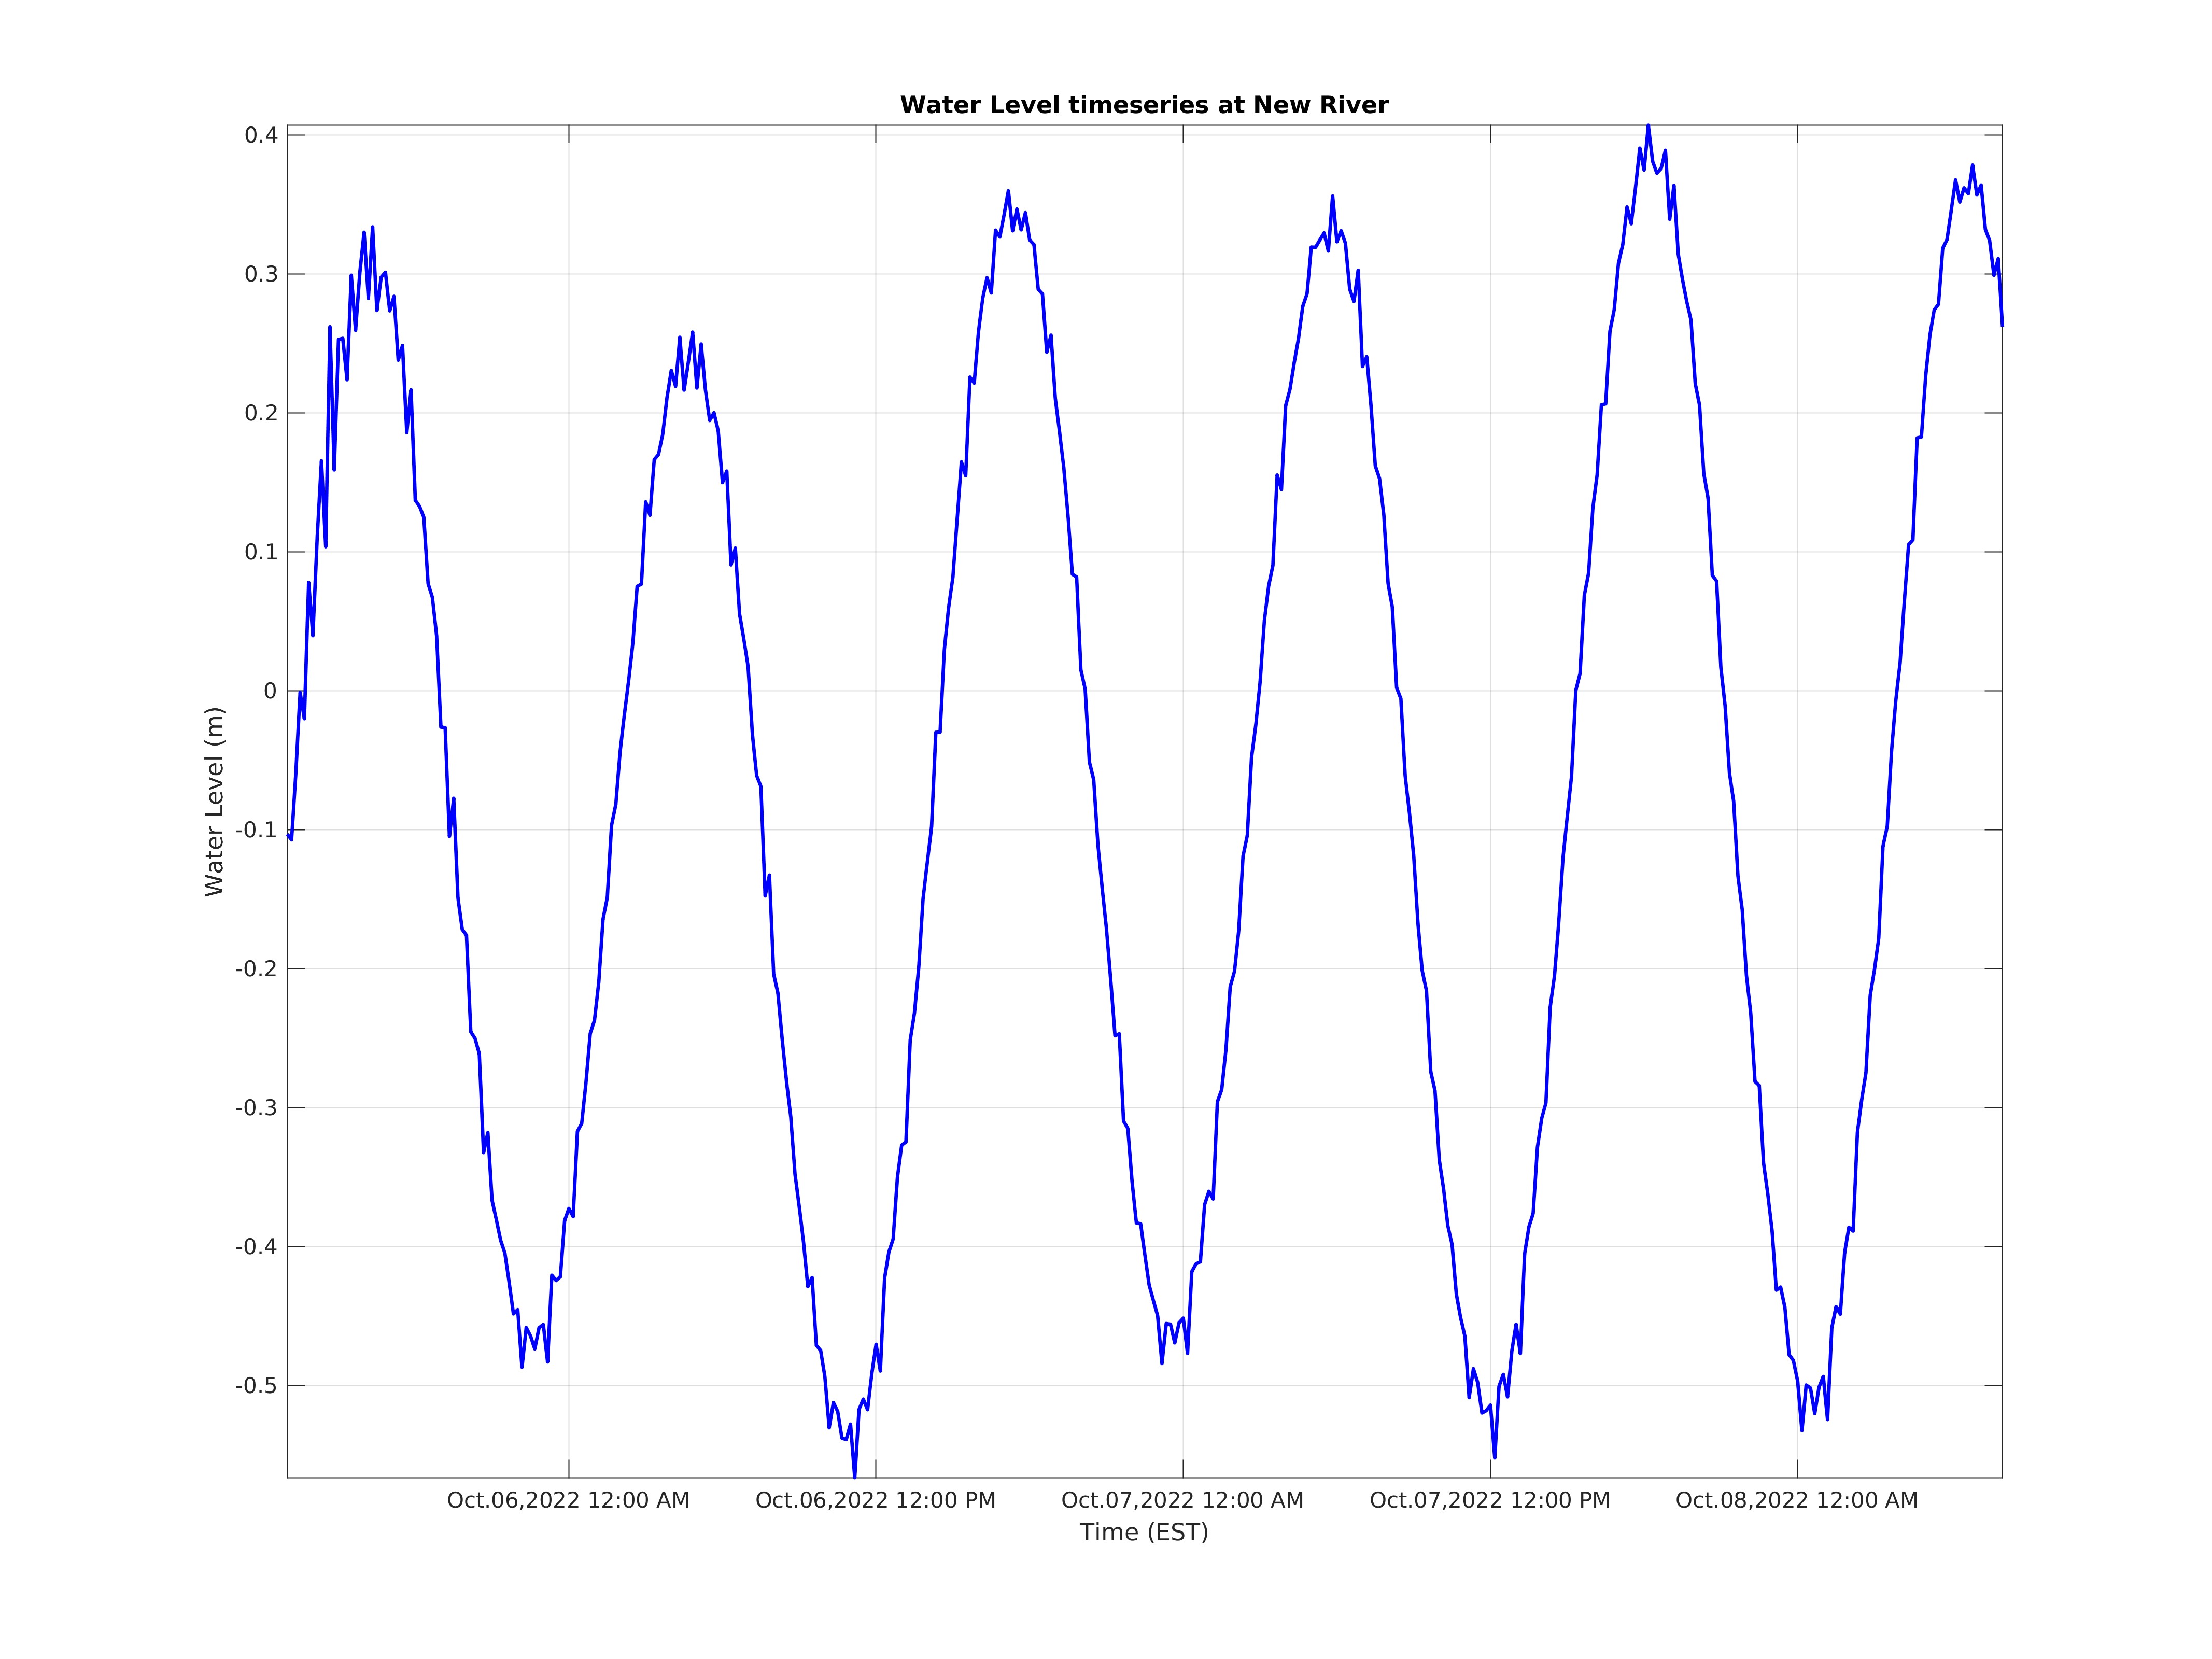 Water Level timeseries at New River
0.4
0.3
0.2
0.1
0
-0.1
-0.2
-0.3
-0.4
-0.5
Water Level (m)
Oct.06,2022 12:00 AM
Oct.06,2022 12:00 PM
Oct.07,2022 12:00 AM
Oct.07,2022 12:00 PM
Oct.08,2022 12:00 AM
Time (EST)